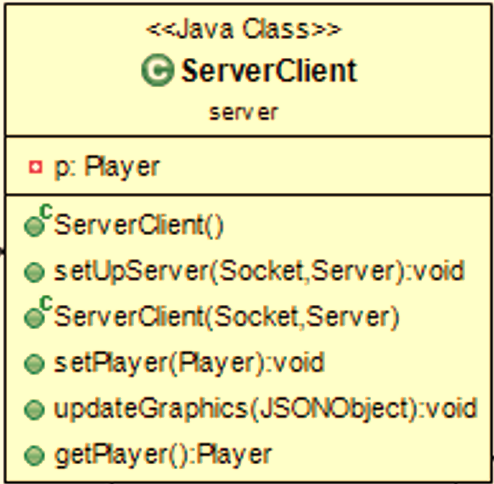 <<Java Class>>
C ServerClient
server
p: Player
C ServerClient()
setUpServer(Socket,Server):void
C ServerClient(Socket,Server)
setPlayer(Player):void
updateGraphics(JSONObject):void
getPlayer():Player